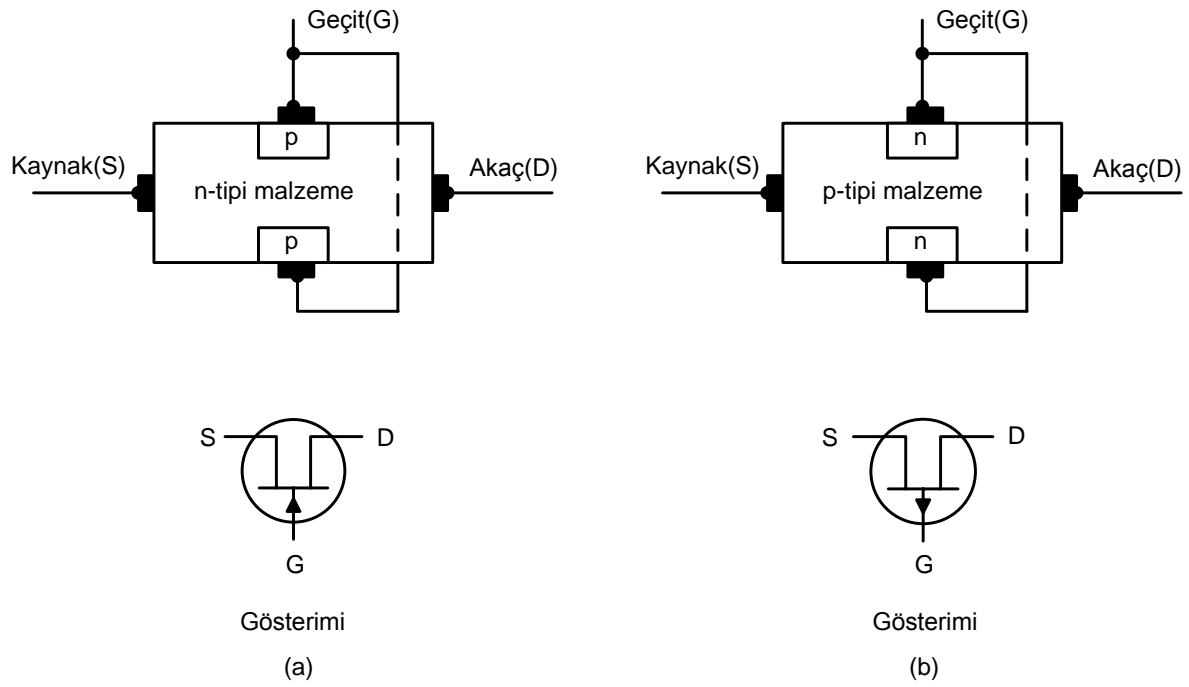 Geçit(G)
p
Kaynak(S)
n-tipi malzeme
Akaç(D)
p
S
D
G
Gösterimi
(a)
Geçit(G)
n
Kaynak(S)
p-tipi malzeme
Akaç(D)
n
S
D
G
Gösterimi
(b)